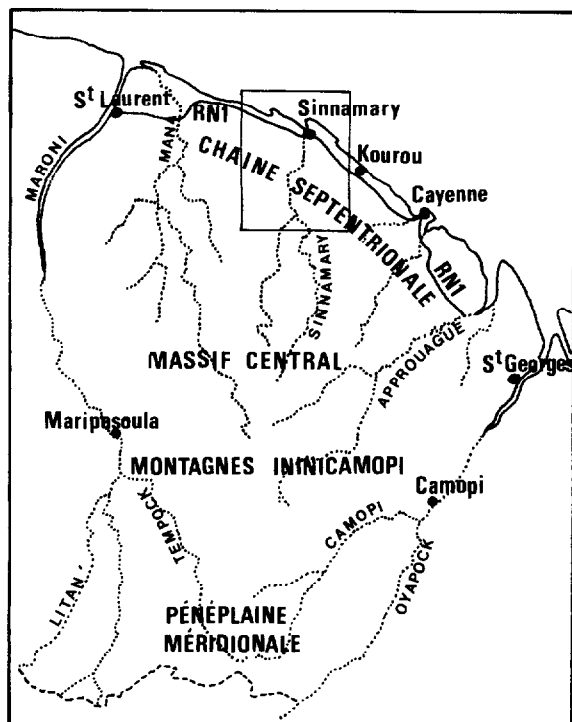 St Laurent
RN1
Sinnamary
MANA
MARONI
CHAINE SEPTENTRIONALE
Kourou
Cayenne
SINNAMARY
RN1
MASSIF CENTRAL
APPROUAGUE
St Georges
Maripasoula
MONTAGNES ININICAMOPI
Camopi
TEMPOCK
CAMOPI
LITAN
OYAPOCK
PÉNÉPLAINE
MÉRIDIONALE